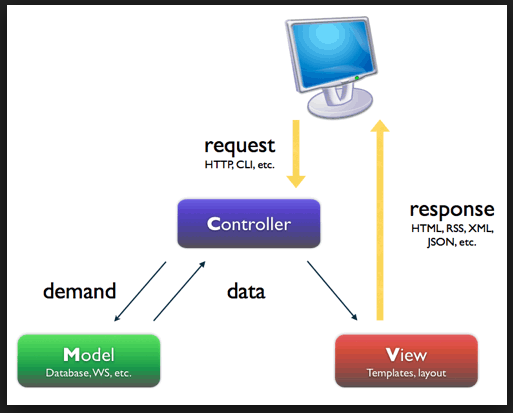 request
HTTP, CLI, etc.
Controller
response
HTML, RSS, XML,
JSON, etc.
demand
data
Model
Database, WS, etc.
View
Templates, layout